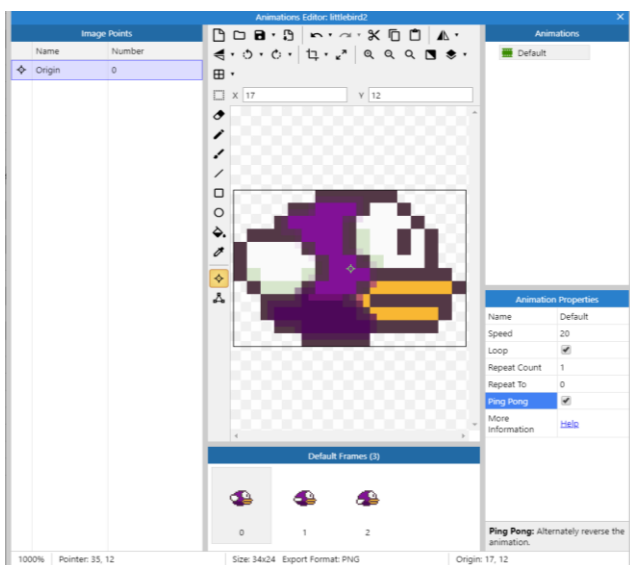 Animations Editor: littlebird2
Image Points
Name Number
Origin 0
X 17 Y 12
Animations
Default
Animation Properties
Name Default
Speed 20
Loop
Repeat Count 1
Repeat To 0
Ping Pong
More Information Help
Ping Pong: Alternately reverse the
animation.
Default Frames (3)
0 1 2
1000% Pointer: 35, 12 Size: 34x24 Export Format: PNG Origin: 17, 12